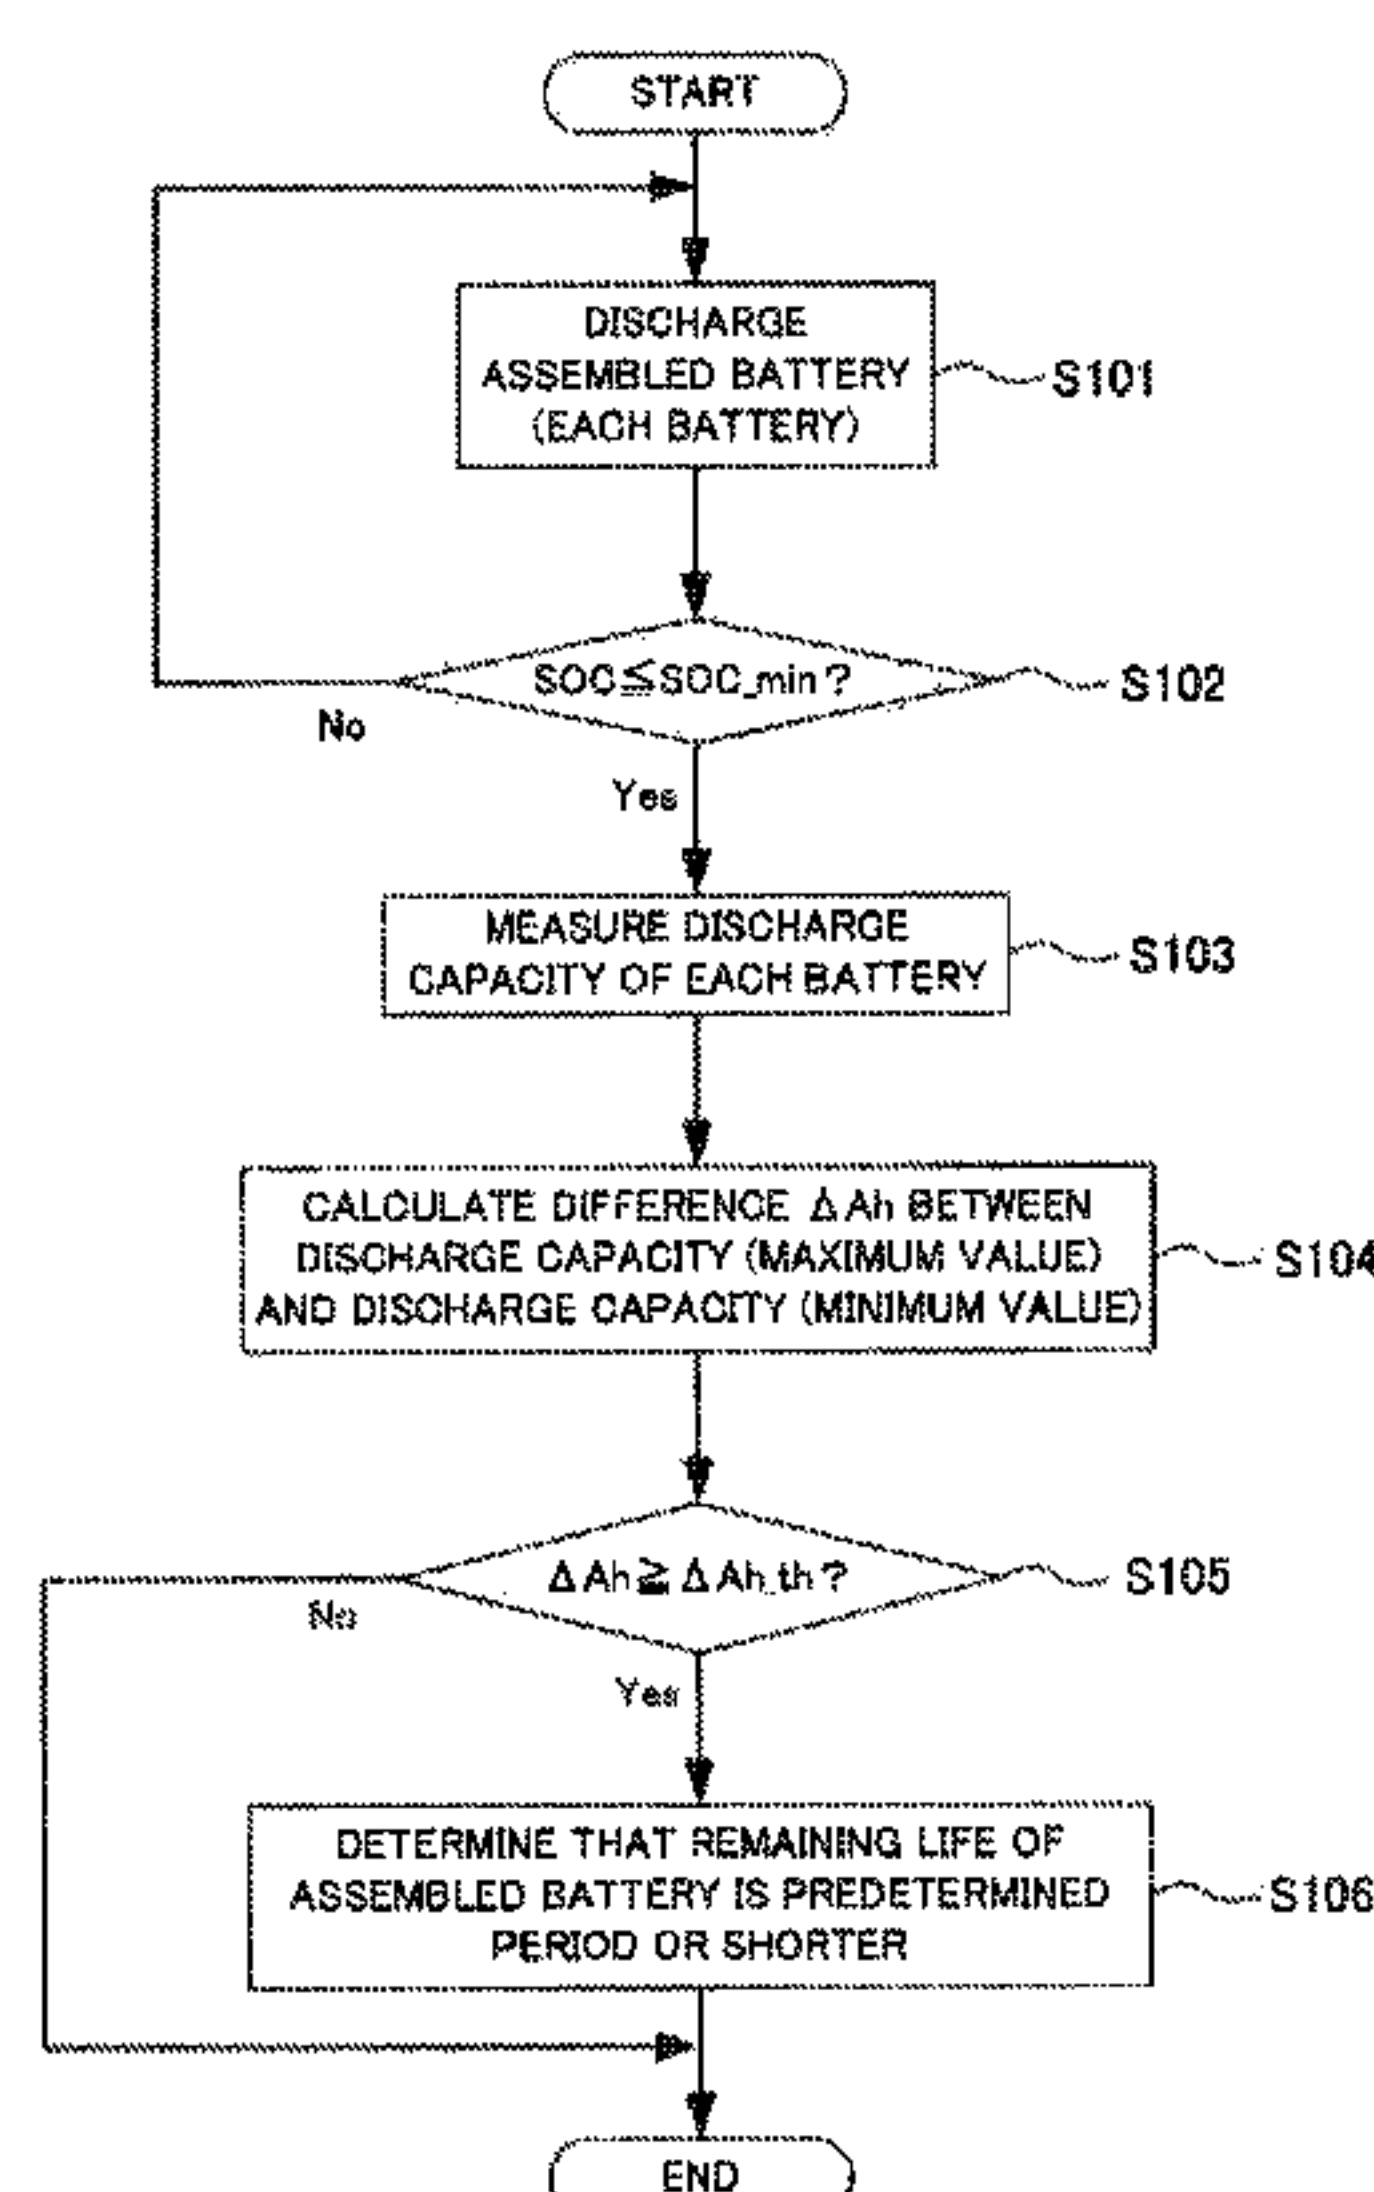 START
DISCHARGE
ASSEMBLED BATTERY
(EACH BATTERY)
S101
SOC≦SOC_min?
S102
No
Yes
MEASURE DISCHARGE
CAPACITY OF EACH BATTERY
S103
CALCULATE DIFFERENCE ΔAh BETWEEN
DISCHARGE CAPACITY (MAXIMUM VALUE)
AND DISCHARGE CAPACITY (MINIMUM VALUE)
S104
ΔAh≧ΔAh_th?
S105
No
Yes
DETERMINE THAT REMAINING LIFE OF
ASSEMBLED BATTERY IS PREDETERMINED
PERIOD OR SHORTER
S106
END